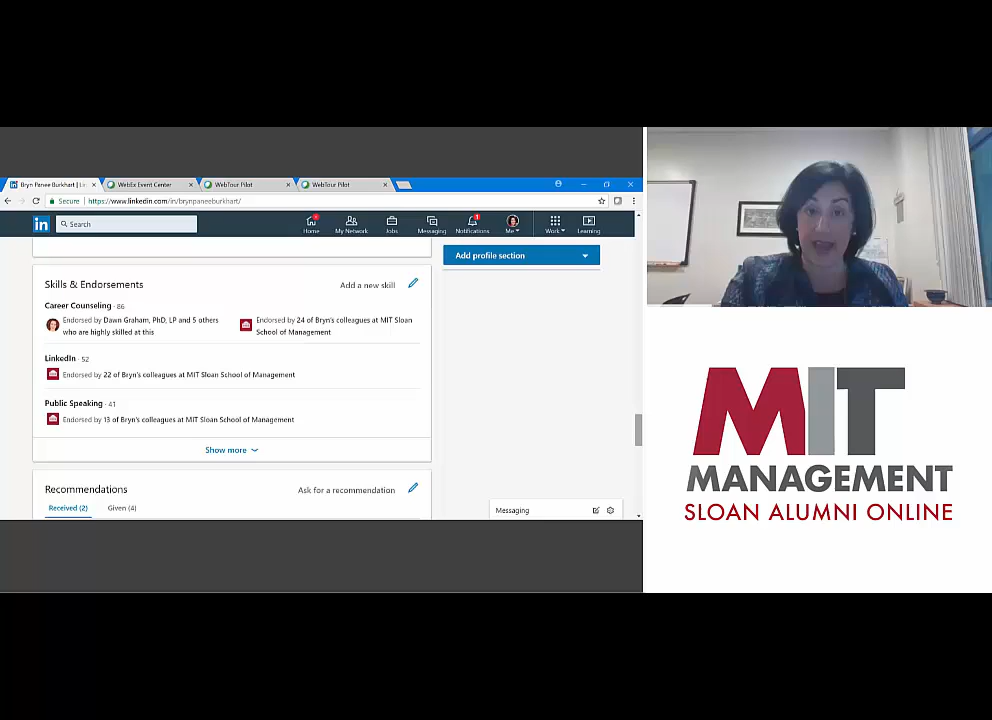 Bryn Panee Burkhart | Li
WebEx Event Center
WebTour Pilot
WebTour Pilot
Secure
https://www.linkedin.com/in/brynpaneeburkhart/
in
Search
Home
My Network
Jobs
Messaging
1
Notifications
Me
Work
Learning
Add profile section
Skills & Endorsements
Add a new skill
Career Counseling · 86
Endorsed by Dawn Graham, PhD, LP and 5 others
who are highly skilled at this
Endorsed by 24 of Bryn's colleagues at MIT Sloan
School of Management
LinkedIn · 52
Endorsed by 22 of Bryn's colleagues at MIT Sloan School of Management
Public Speaking · 41
Endorsed by 13 of Bryn's colleagues at MIT Sloan School of Management
Show more
Recommendations
Ask for a recommendation
Received (2)
Given (4)
Messaging
MIT
MANAGEMENT
SLOAN ALUMNI ONLINE